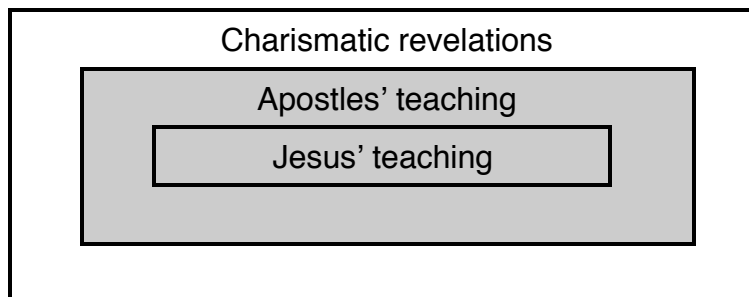 Charismatic revelations
Apostles’ teaching
Jesus’ teaching